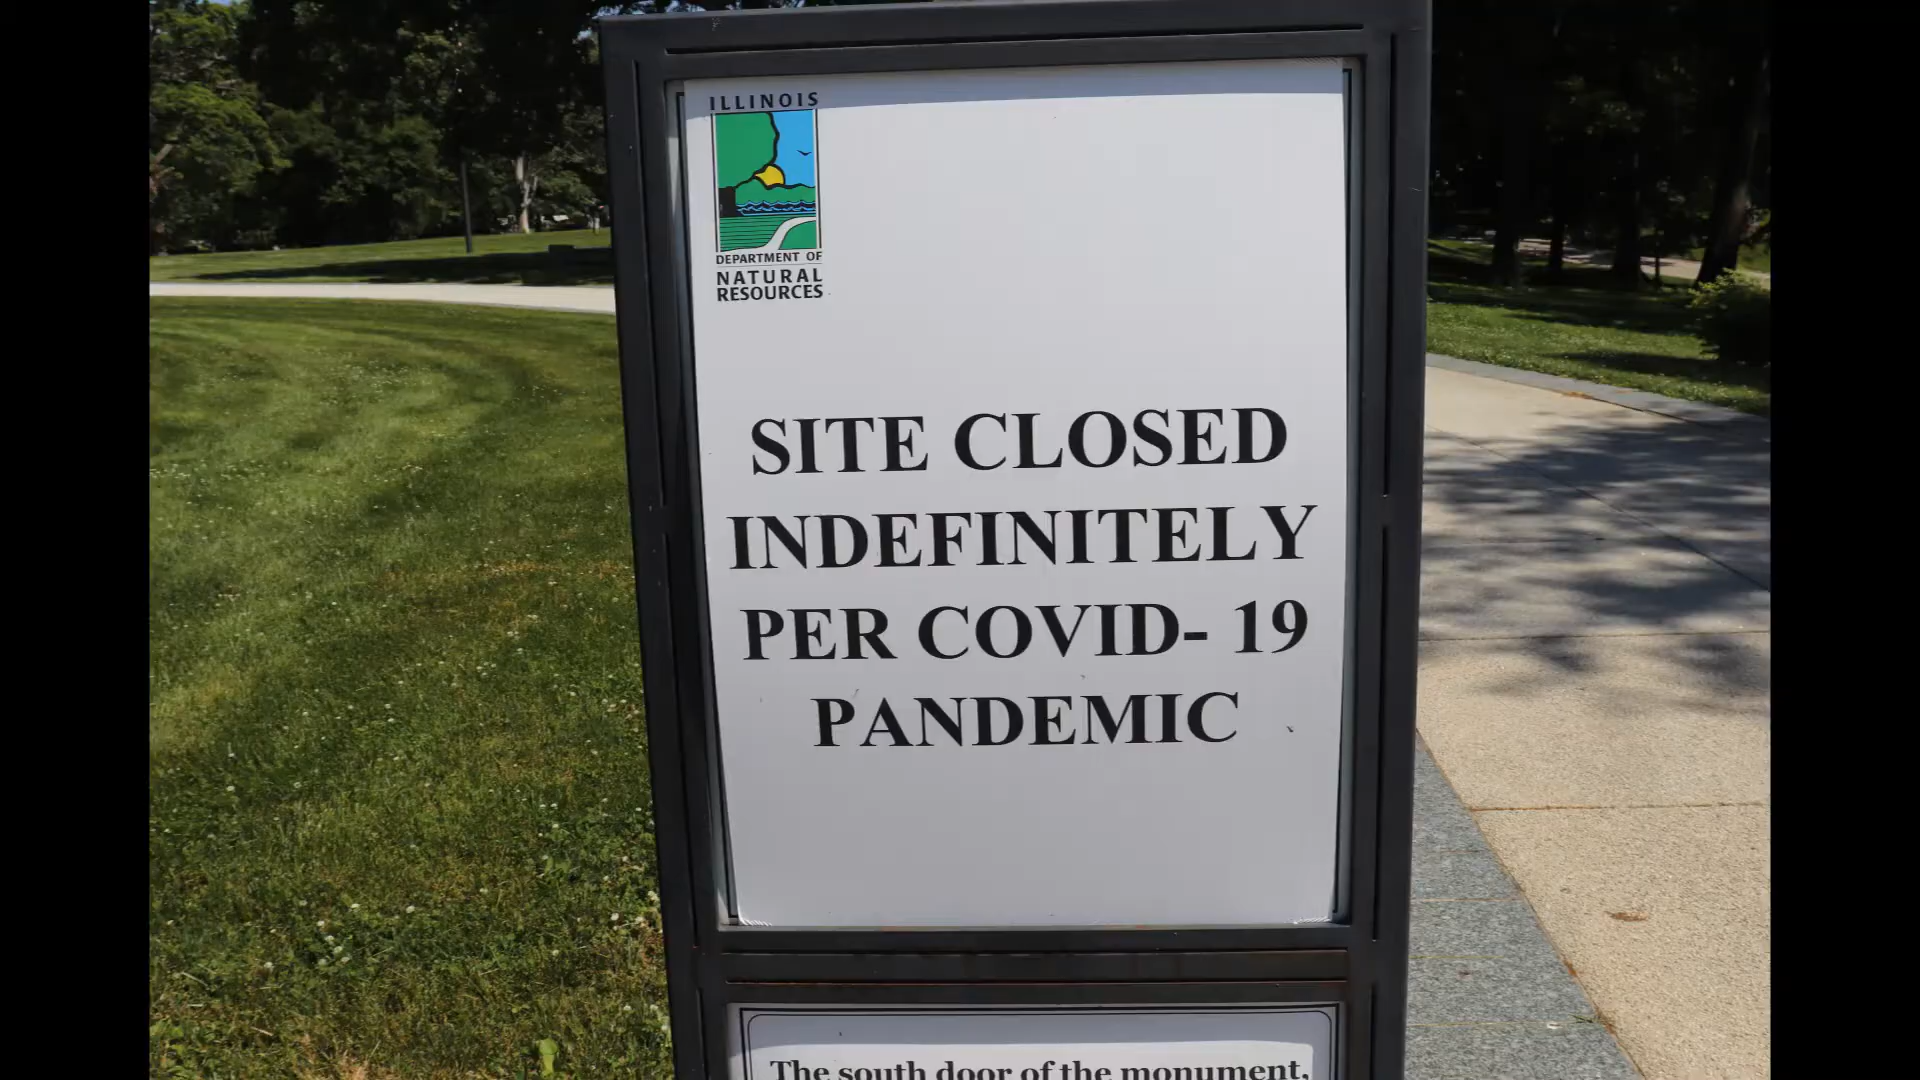 ILLINOIS
DEPARTMENT OF
NATURAL
RESOURCES
SITE CLOSED
INDEFINITELY
PER COVID- 19
PANDEMIC
The south door of the monument,